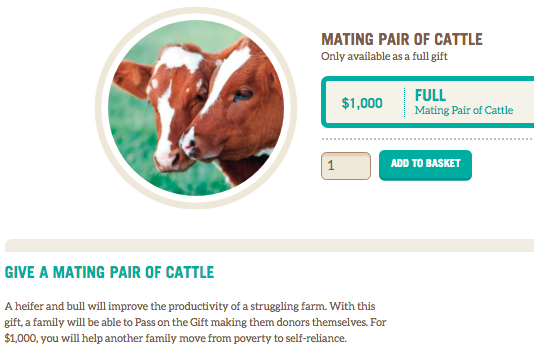 MATING PAIR OF CATTLE
Only available as a full gift
$1,000
FULL
Mating Pair of Cattle
1
ADD TO BASKET
GIVE A MATING PAIR OF CATTLE
A heifer and bull will improve the productivity of a struggling farm. With this
gift, a family will be able to Pass on the Gift making them donors themselves. For
$1,000, you will help another family move from poverty to self-reliance.